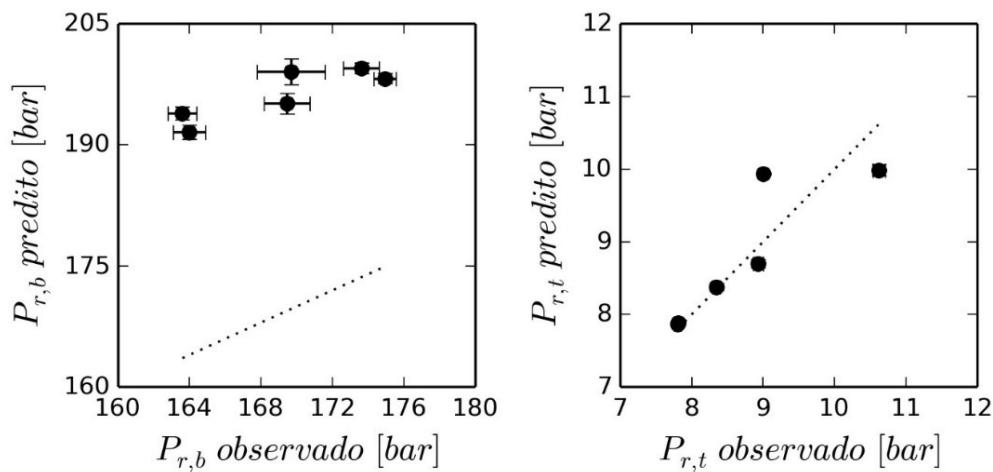 205
190
175
160
160 164 168 172 176 180
P_{r,b} predito [bar]
P_{r,b} observado [bar]
12
11
10
9
8
7
7 8 9 10 11 12
P_{r,t} predito [bar]
P_{r,t} observado [bar]